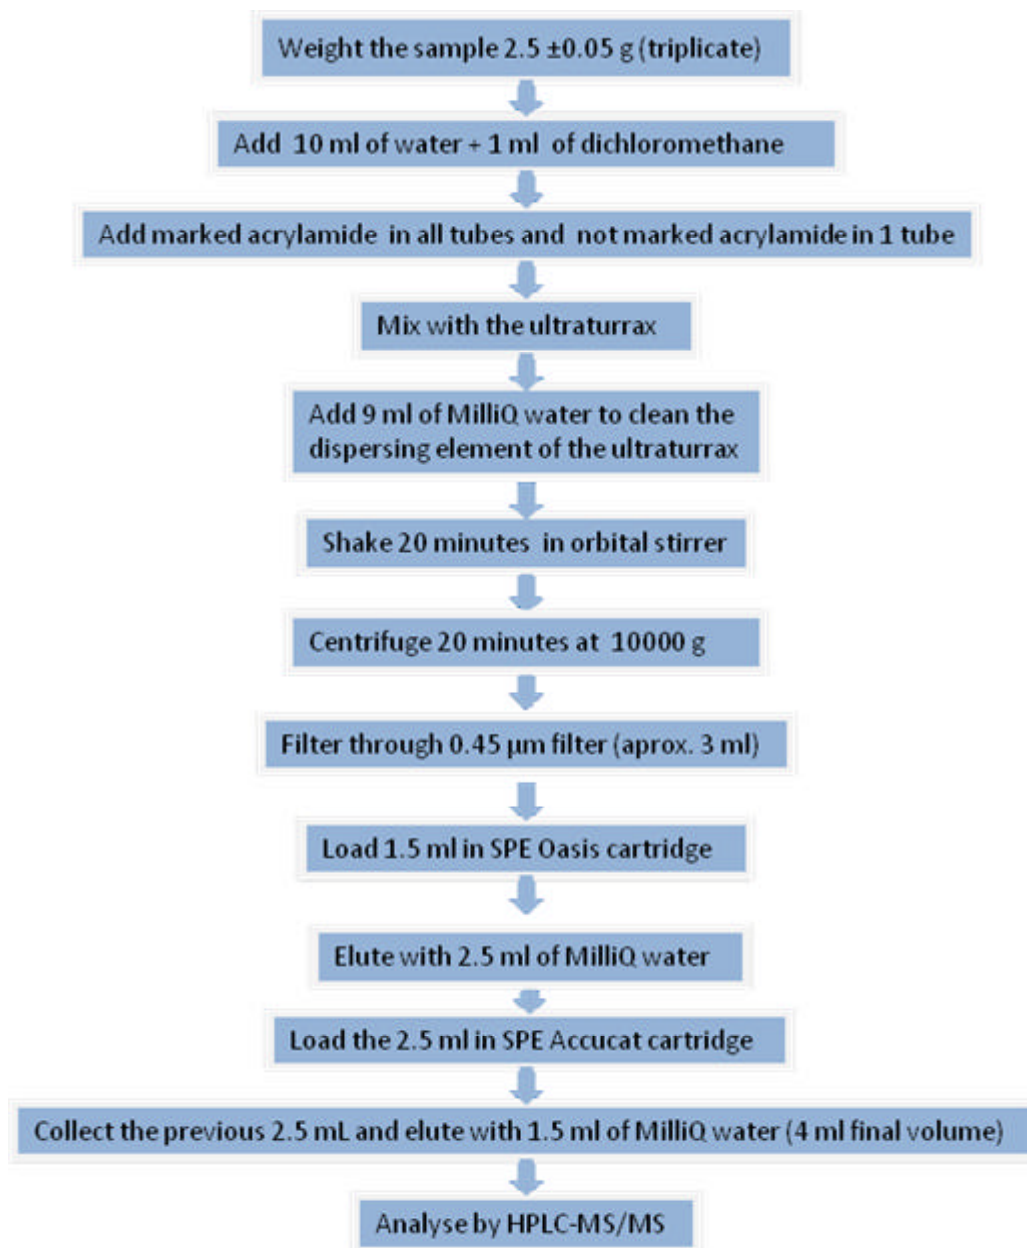 Weight the sample 2.5 ±0.05 g (triplicate)
Add 10 ml of water + 1 ml of dichloromethane
Add marked acrylamide in all tubes and not marked acrylamide in 1 tube
Mix with the ultraturrax
Add 9 ml of MilliQ water to clean the
dispersing element of the ultraturrax
Shake 20 minutes in orbital stirrer
Centrifuge 20 minutes at 10000 g
Filter through 0.45 µm filter (aprox. 3 ml)
Load 1.5 ml in SPE Oasis cartridge
Elute with 2.5 ml of MilliQ water
Load the 2.5 ml in SPE Accucat cartridge
Collect the previous 2.5 mL and elute with 1.5 ml of MilliQ water (4 ml final volume)
Analyse by HPLC-MS/MS